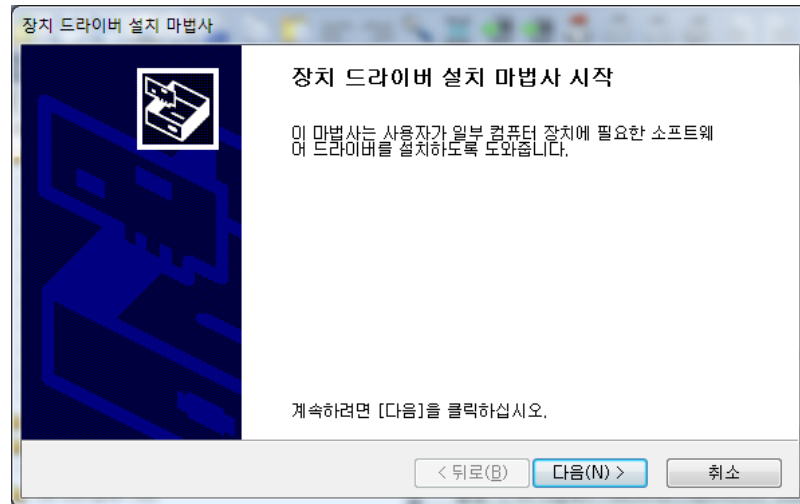 장치 드라이버 설치 마법사
장치 드라이버 설치 마법사 시작
이 마법사는 사용자가 일부 컴퓨터 장치에 필요한 소프트웨
어 드라이버를 설치하도록 도와줍니다.
계속하려면 [다음]을 클릭하십시오.
< 뒤로(B) 다음(N) > 취소